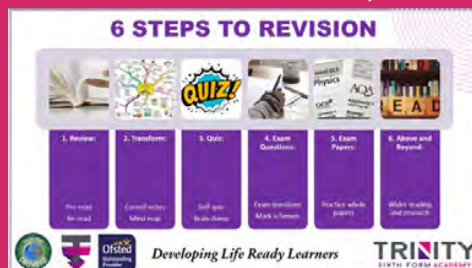 6 STEPS TO REVISION
QUIZ!
Physics
AQA
OCR
EAD
1. Review:
Pre-read
Re-read
2. Transform:
Cornell notes
Mind map
3. Quiz:
Self quiz
Brain dump
4. Exam
Questions:
Exam questions
Mark schemes
5. Exam
Papers:
Practice whole
papers
6. Above and
Beyond:
Wider reading
and research
Ofsted
Outstanding
Provider
Developing Life Ready Learners
TRINITY
SIXTH FORM ACADEMY